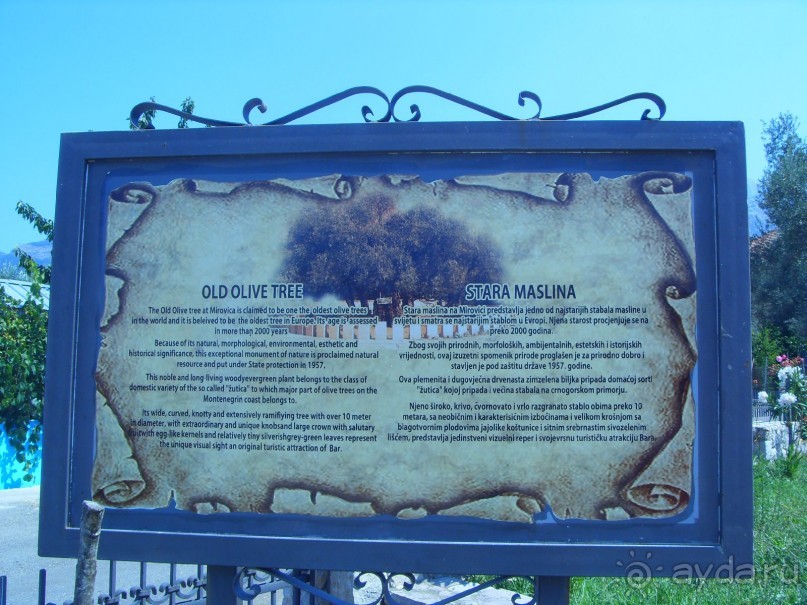 OLD OLIVE TREE
The Old Olive tree at Mirovica is claimed to be one the oldest olive trees
in the world and it is beleived to be the oldest tree in Europe. Its age is assessed
in more than 2000 years
Because of its natural, morphological, environmental, esthetic and
historical significance, this exceptional monument of nature is proclaimed natural
resource and put under State protection in 1957.
This noble and long living woodyevergreen plant belongs to the class of
domestic variety of the so called "žutica" to which major part of olive trees on the
Montenegrin coast belongs to.
Its wide, curved, knotty and extensively ramifiying tree with over 10 meter
in diameter, with extraordinary and unique knobsand large crown with salutary
fruitwith egg-like kernels and relatively tiny silverishgrey-green leaves represent
the unique visual sight an original turistic attraction of Bar.
STARA MASLINA
Stara maslina na Mirovici predstavlja jedno od najstarijih stabala masline u
svijetu i smatra se najstarijim stablom u Evropi. Njena starost procjenjuje se na
preko 2000 godina.
Zbog svojih prirodnih, morfoloških, ambijentalnih, estetskih i istorijskih
vrijednosti, ovaj izuzetni spomenik prirode proglašen je za prirodno dobro i
stavljen je pod zaštitu države 1957. godine.
Ova plemenita i dugovječna drvenasta zimzelena biljka pripada domaćoj sorti
"žutica" kojoj pripada i većina stabala na crnogorskom primorju.
Njeno široko, krivo, čvornovato i vrlo razgranato stablo obima preko 10
metara, sa neobičnim i karakterisičnim izbočinama i velikom krošnjom sa
blagotvornim plodovima jajolike koštunice i sitnim srebrnastim sivozelenim
lišćem, predstavlja jedinstveni vizuelni reper i svojevrsnu turističku atrakciju Bara.
ayda.ru